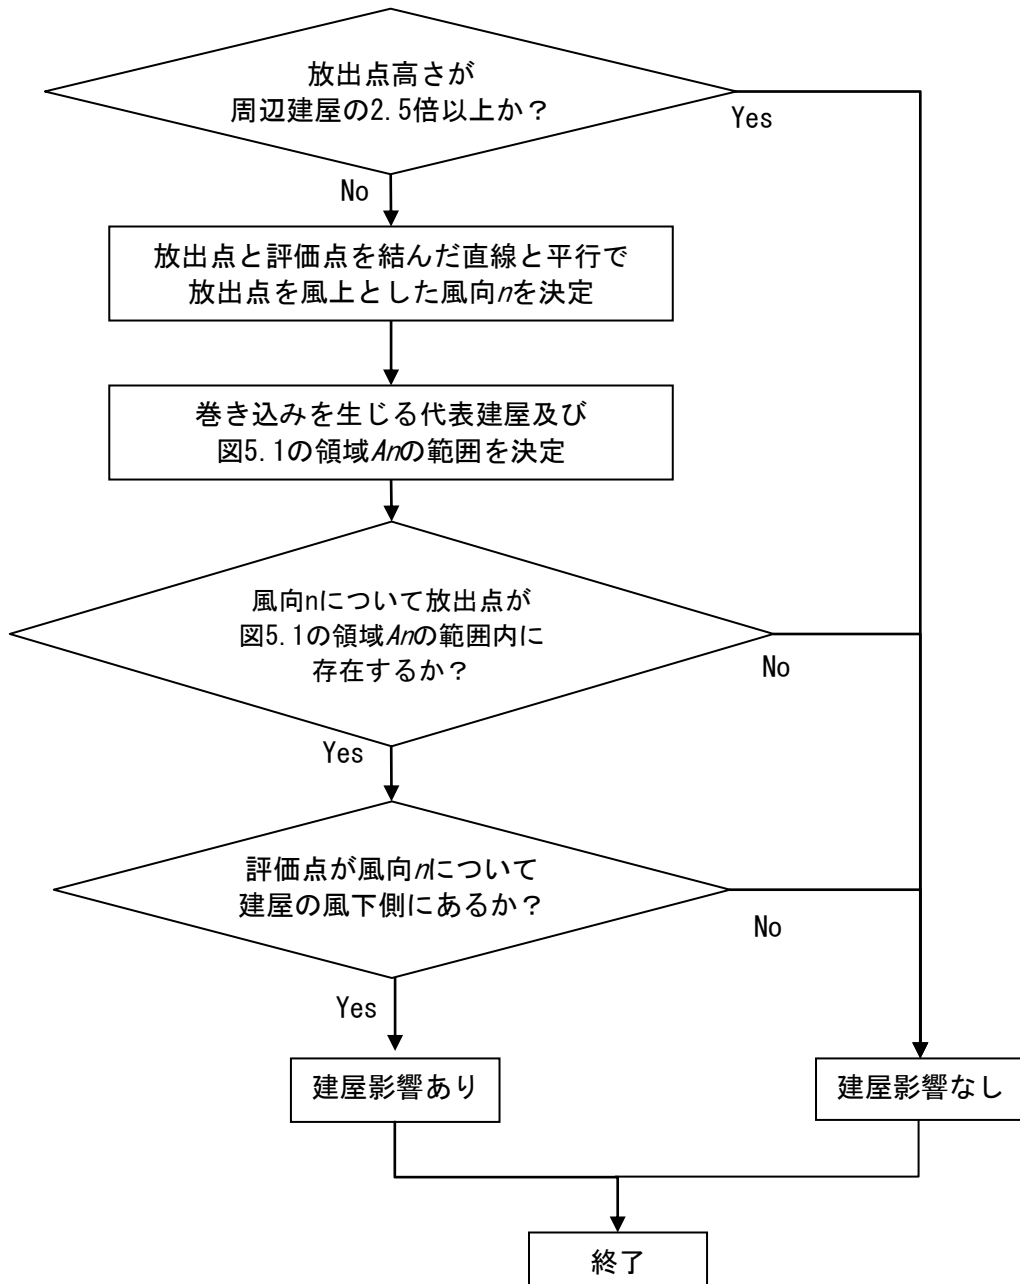 放出点高さが
周辺建屋の2.5倍以上か？
Yes
No
放出点と評価点を結んだ直線と平行で
放出点を風上とした風向nを決定
巻き込みを生じる代表建屋及び
図5.1の領域Anの範囲を決定
風向nについて放出点が
図5.1の領域Anの範囲内に
存在するか？
No
Yes
評価点が風向nについて
建屋の風下側にあるか？
No
Yes
建屋影響あり
建屋影響なし
終了